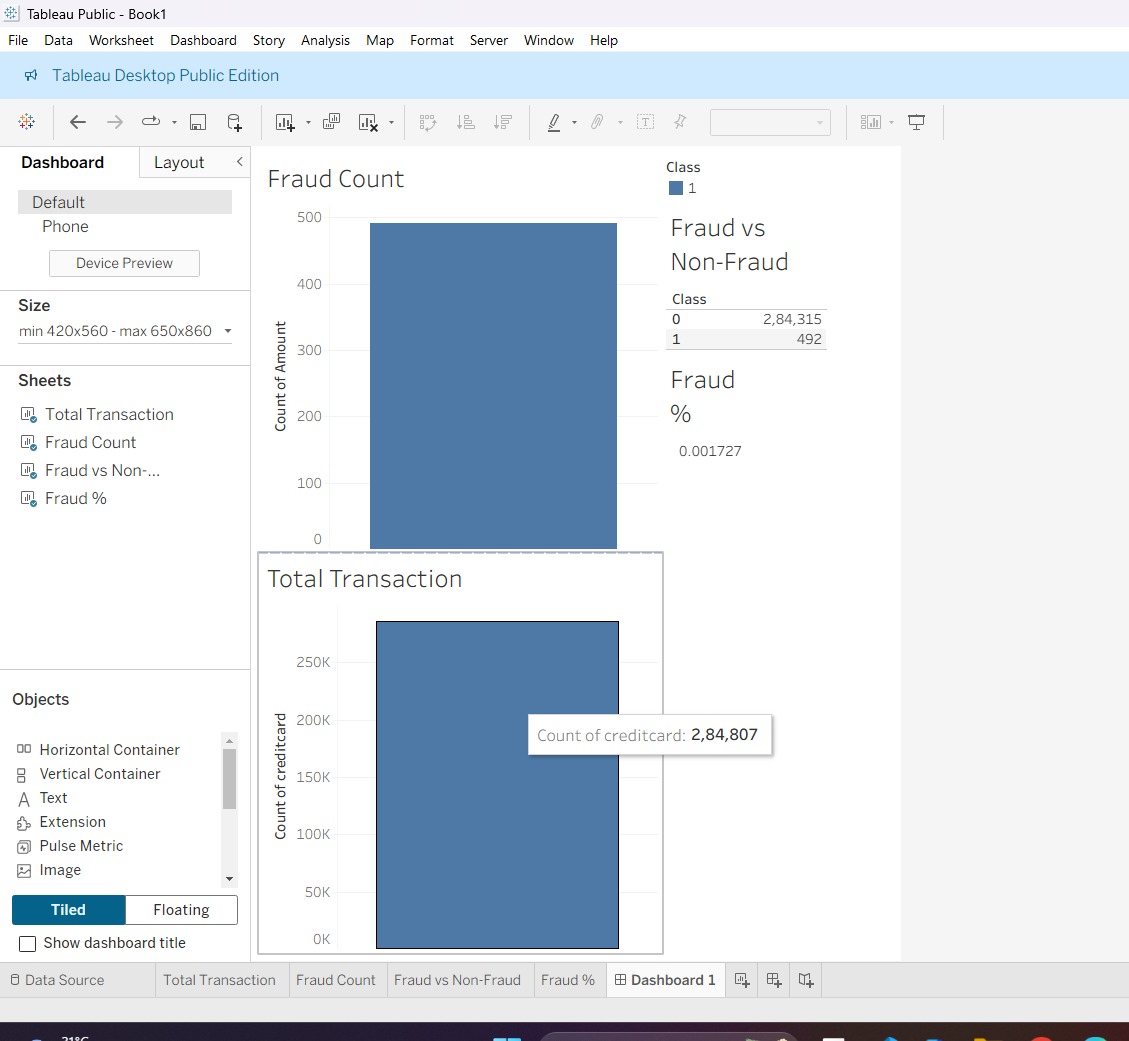 Tableau Public - Book1
File Data Worksheet Dashboard Story Analysis Map Format Server Window Help
Tableau Desktop Public Edition
Dashboard Layout
Default
Phone
Device Preview
Size
min 420x560 - max 650x860
Sheets
Total Transaction
Fraud Count
Fraud vs Non-...
Fraud %
Objects
Horizontal Container
Vertical Container
Text
Extension
Pulse Metric
Image
Tiled Floating
Show dashboard title
Fraud Count
Count of Amount
500
400
300
200
100
0
Total Transaction
Count of creditcard
250K
200K
150K
100K
50K
0K
Count of creditcard: 2,84,807
Class
1
Fraud vs
Non-Fraud
Class
0 2,84,315
1 492
Fraud
%
0.001727
Data Source Total Transaction Fraud Count Fraud vs Non-Fraud Fraud % Dashboard 1